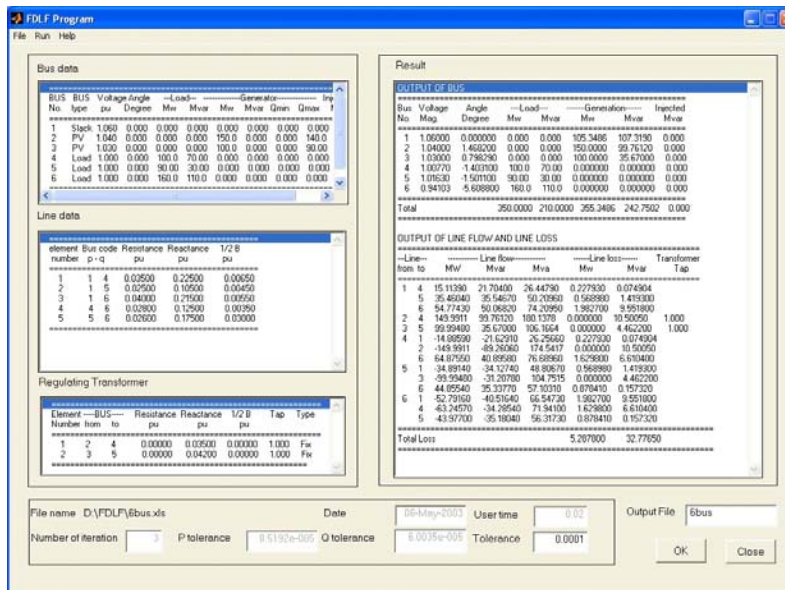 FDLF Program
File Run Help
Bus data
BUS BUS Voltage Angle ---Load--- ---Generator---
No. type pu Degree Mw Mvar Mw Mvar Qmin Qmax
1 Slack 1.060 0.000 0.000 0.000 0.000 0.000 0.000 0.000
2 PV 1.040 0.000 0.000 0.000 150.0 0.000 0.000 140.0
3 PV 1.030 0.000 0.000 0.000 100.0 0.000 0.000 90.00
4 Load 1.000 0.000 100.0 70.00 0.000 0.000 0.000 0.000
5 Load 1.000 0.000 90.00 30.00 0.000 0.000 0.000 0.000
6 Load 1.000 0.000 160.0 110.0 0.000 0.000 0.000 0.000
Line data
element Bus code Resistance Reactance 1/2 B
number p - q pu pu pu
1 1 4 0.03500 0.22500 0.00650
2 1 5 0.02500 0.10500 0.00450
3 1 6 0.04000 0.21500 0.00550
4 4 6 0.02800 0.12500 0.00350
5 5 6 0.02600 0.17500 0.03000
Regulating Transformer
Element ----BUS---- Resistance Reactance 1/2 B Tap Type
Number from to pu pu pu
1 2 4 0.00000 0.03500 0.00000 1.000 Fix
2 3 5 0.00000 0.04200 0.00000 1.000 Fix
Result
OUTPUT OF BUS
Bus Voltage Angle ---Load--- ------Generation------ Injected
No. Mag. Degree Mw Mvar Mw Mvar Mvar
1 1.06000 0.000000 0.000 0.000 105.3486 107.3190 0.000
2 1.04000 1.468200 0.000 0.000 150.0000 99.76120 0.000
3 1.03000 0.798290 0.000 0.000 100.0000 35.67000 0.000
4 1.00770 -1.403100 100.0 70.00 0.000000 0.000000 0.000
5 1.01630 -1.501100 90.00 30.00 0.000000 0.000000 0.000
6 0.94103 -5.608800 160.0 110.0 0.000000 0.000000 0.000
Total 350.0000 210.0000 355.3486 242.7502 0.000
OUTPUT OF LINE FLOW AND LINE LOSS
---Line--- ---------- Line flow---------- ------Line loss------ Transformer
from to MW Mvar Mva Mw Mvar Tap
1 4 15.11390 21.70400 26.44790 0.227930 0.074904
5 35.46040 35.54670 50.20960 0.568980 1.419300
6 54.77430 50.06820 74.20950 1.982700 9.551800
2 4 149.9911 99.76120 180.1378 0.000000 10.50050 1.000
3 5 99.99480 35.67000 106.1664 0.000000 4.462200 1.000
4 1 -14.88590 -21.62910 26.25660 0.227930 0.074904
2 -149.9911 -89.26060 174.5417 0.000000 10.50050
6 64.87550 40.89580 76.68960 1.629800 6.610400
5 1 -34.89140 -34.12740 48.80670 0.568980 1.419300
3 -99.99480 -31.20780 104.7515 0.000000 4.462200
6 44.85540 35.33770 57.10310 0.878410 0.157320
6 1 -52.79160 -40.51640 66.54730 1.982700 9.551800
4 -63.24570 -34.28540 71.94100 1.629800 6.610400
5 -43.97700 -35.18040 56.31730 0.878410 0.157320
Total Loss 5.287800 32.77650
File name D:\FDLF\6bus.xls Date 06-May-2003 User time 0.02 Output File 6bus
Number of iteration 3 P tolerance Q tolerance Tolerance 0.0001
OK Close